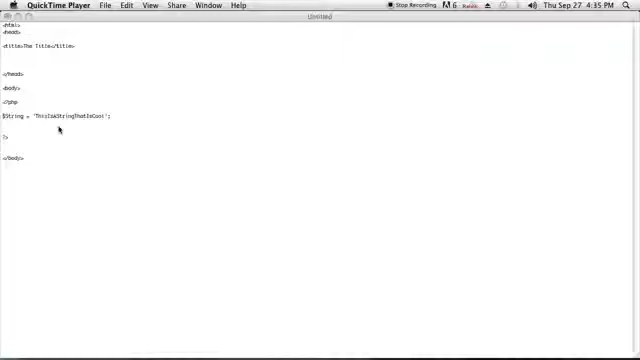 QuickTime Player File Edit View Share Window Help Stop Recording 6 Thu Sep 27 4:35 PM
Untitled
<html>
<head>
<title>The Title</title>
</head>
<body>
<?php
$String = 'ThisIsAStringThatIsCool';
?>
</body>